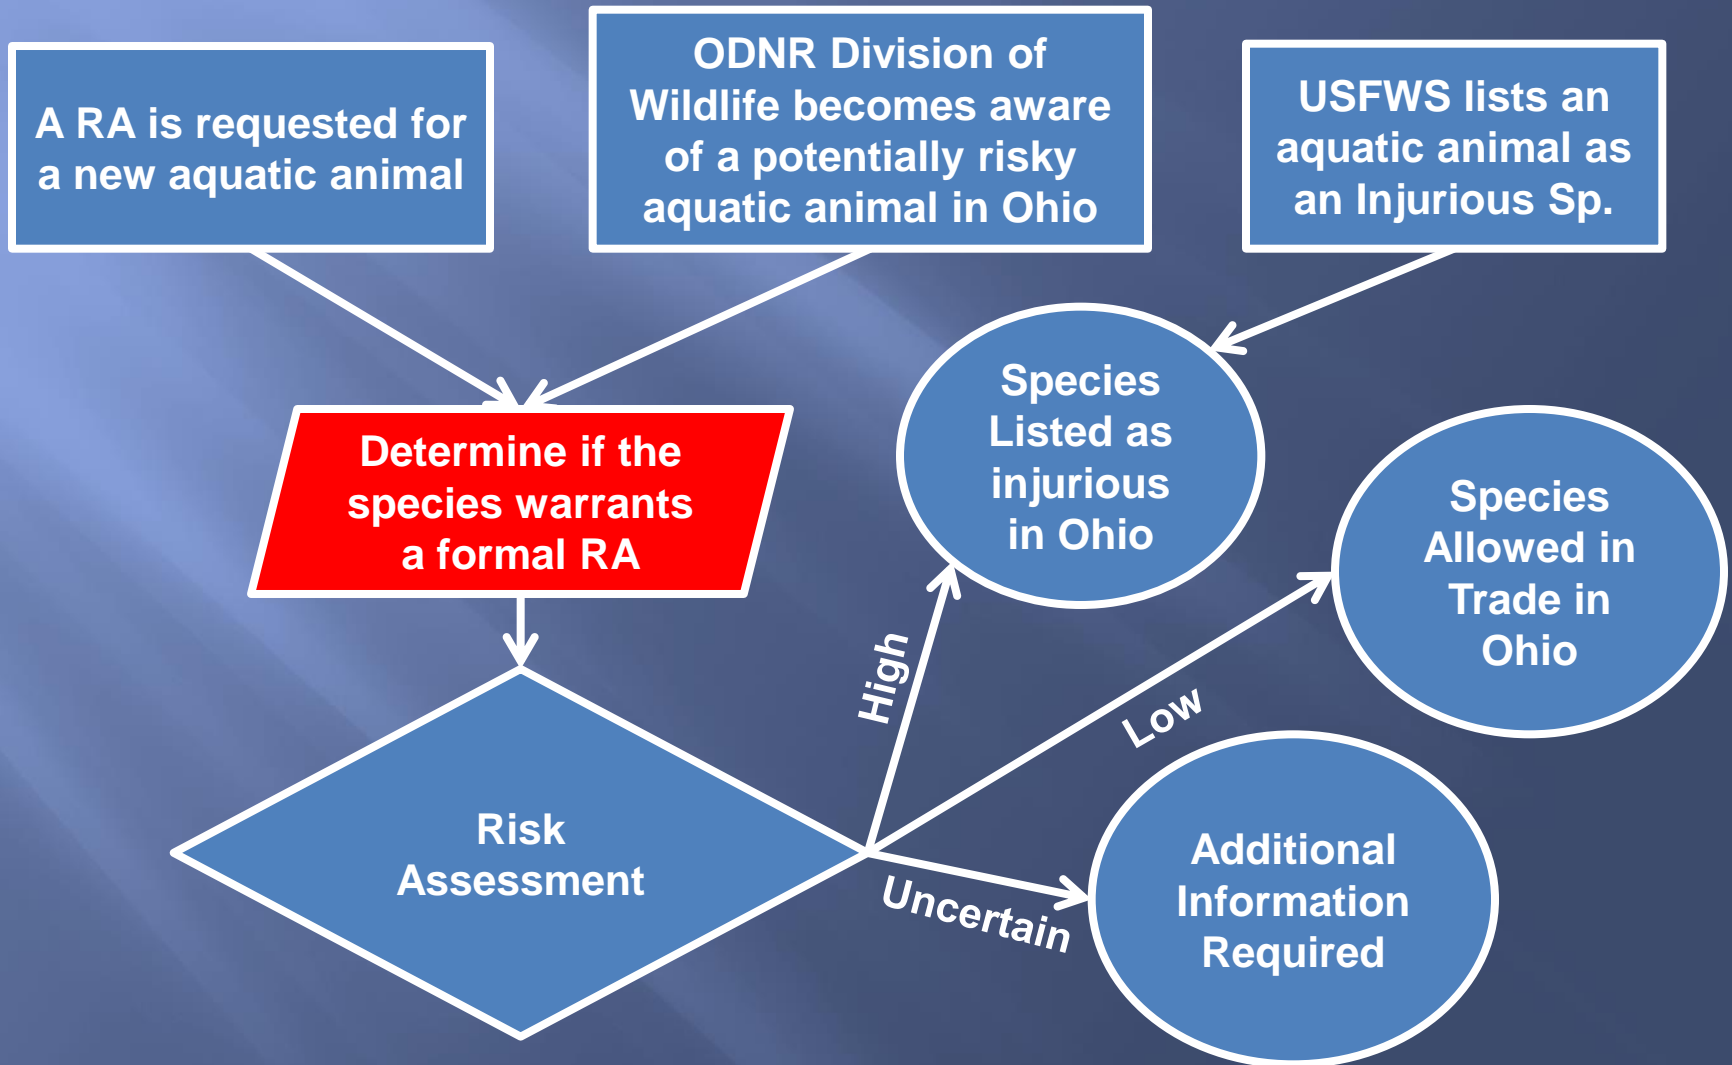 A RA is requested for
a new aquatic animal
ODNR Division of
Wildlife becomes aware
of a potentially risky
aquatic animal in Ohio
USFWS lists an
aquatic animal as
an Injurious Sp.
Determine if the
species warrants
a formal RA
Species
Listed as
injurious
in Ohio
Species
Allowed in
Trade in
Ohio
High
Low
Uncertain
Risk
Assessment
Additional
Information
Required